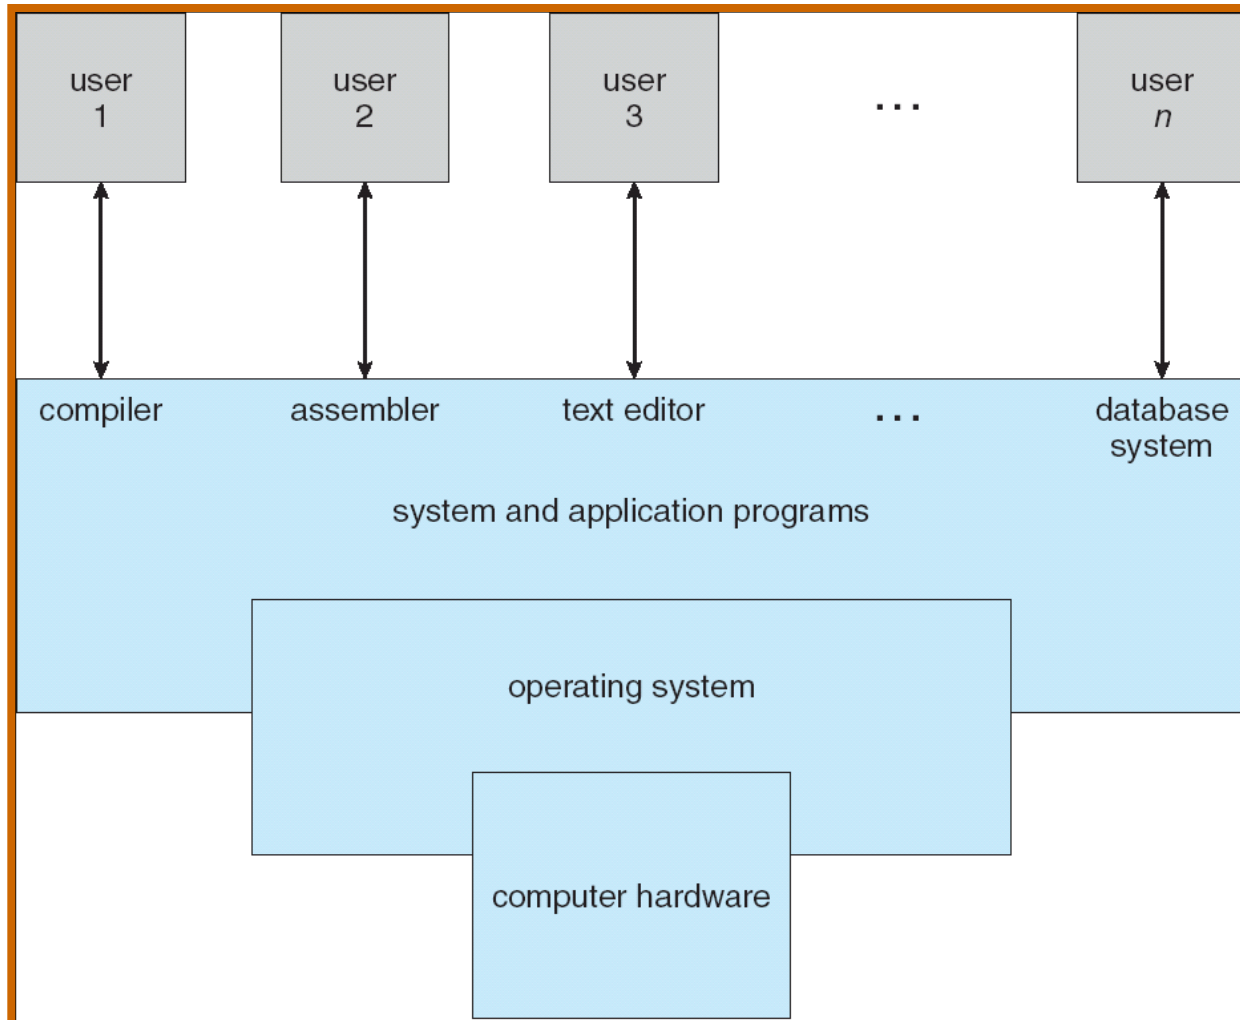 user
1
user
2
user
3
...
user
n
compiler
assembler
text editor
...
database
system
system and application programs
operating system
computer hardware